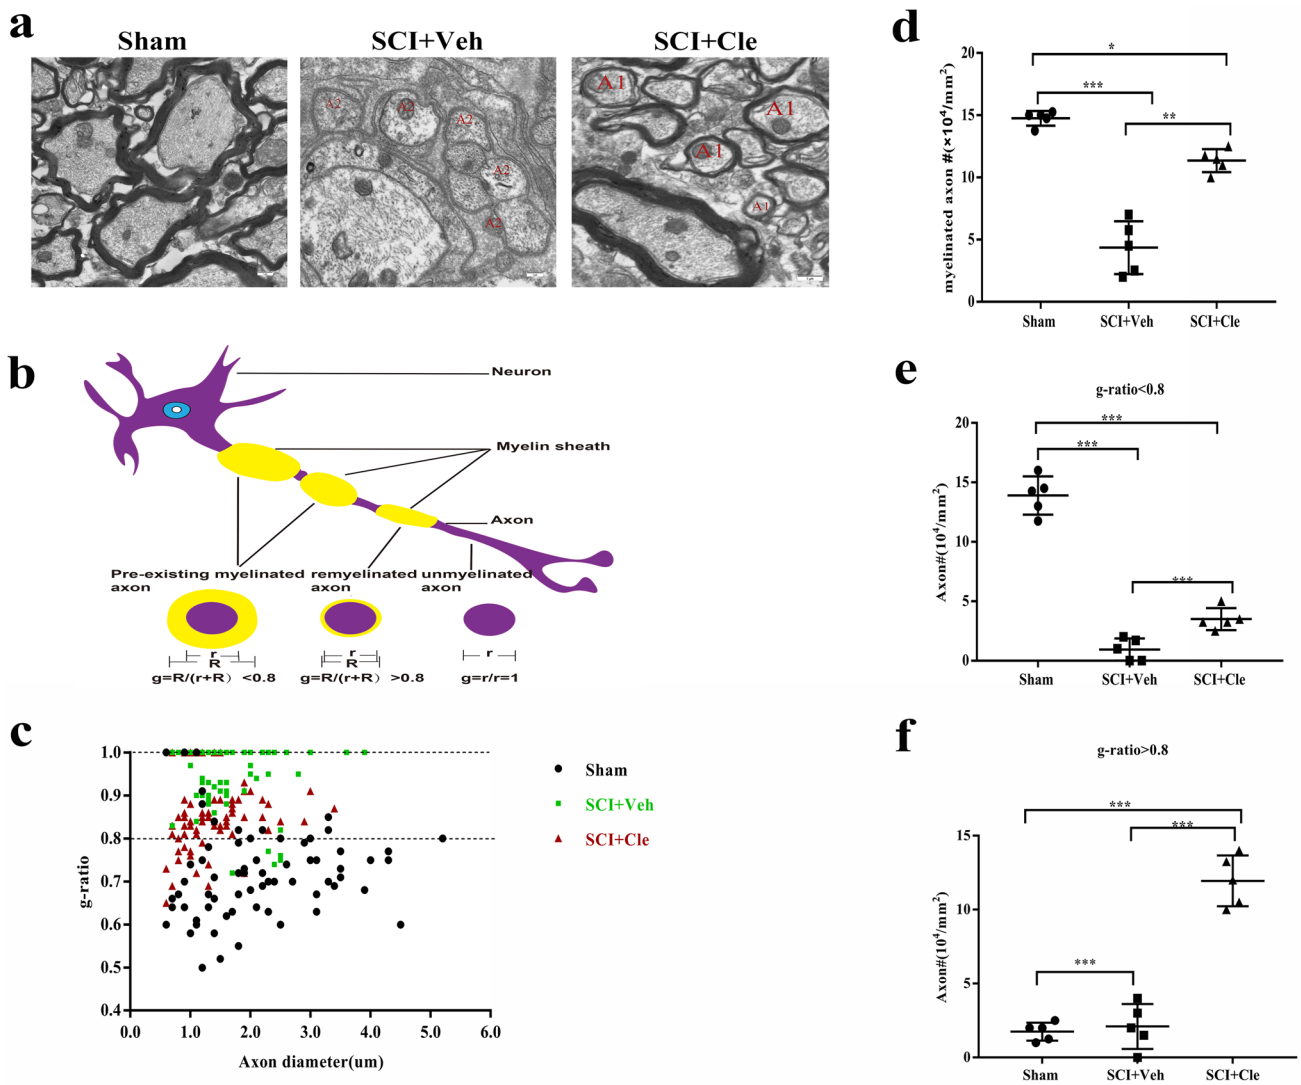 a
Sham
SCI+Veh
SCI+Cle
A2
A2
A2
A2
A2
A1
A1
A1
A1
b
Neuron
Myelin sheath
Axon
Pre-existing myelinated axon
remyelinated axon
unmyelinated axon
r
R
g=R/(r+R) <0.8
r
R
g=R/(r+R) >0.8
r
g=r/r=1
c
g-ratio
1.0
0.9
0.8
0.7
0.6
0.5
0.4
0.0
1.0
2.0
3.0
4.0
5.0
6.0
Axon diameter(um)
Sham
SCI+Veh
SCI+Cle
d
myelinated axon #(×10⁴/mm²)
20
15
10
5
0
*
***
**
Sham
SCI+Veh
SCI+Cle
e
g-ratio<0.8
Axon#(10⁴/mm²)
20
15
10
5
0
***
***
***
Sham
SCI+Veh
SCI+Cle
f
g-ratio>0.8
Axon#(10⁴/mm²)
15
10
5
0
***
***
***
Sham
SCI+Veh
SCI+Cle